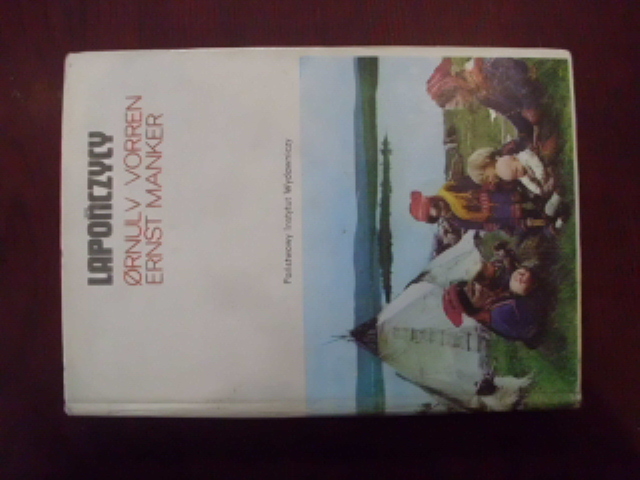 LAPOŃCZYCY
ØRNULV VORREN
ERNST MANKER
Państwowy Instytut Wydawniczy